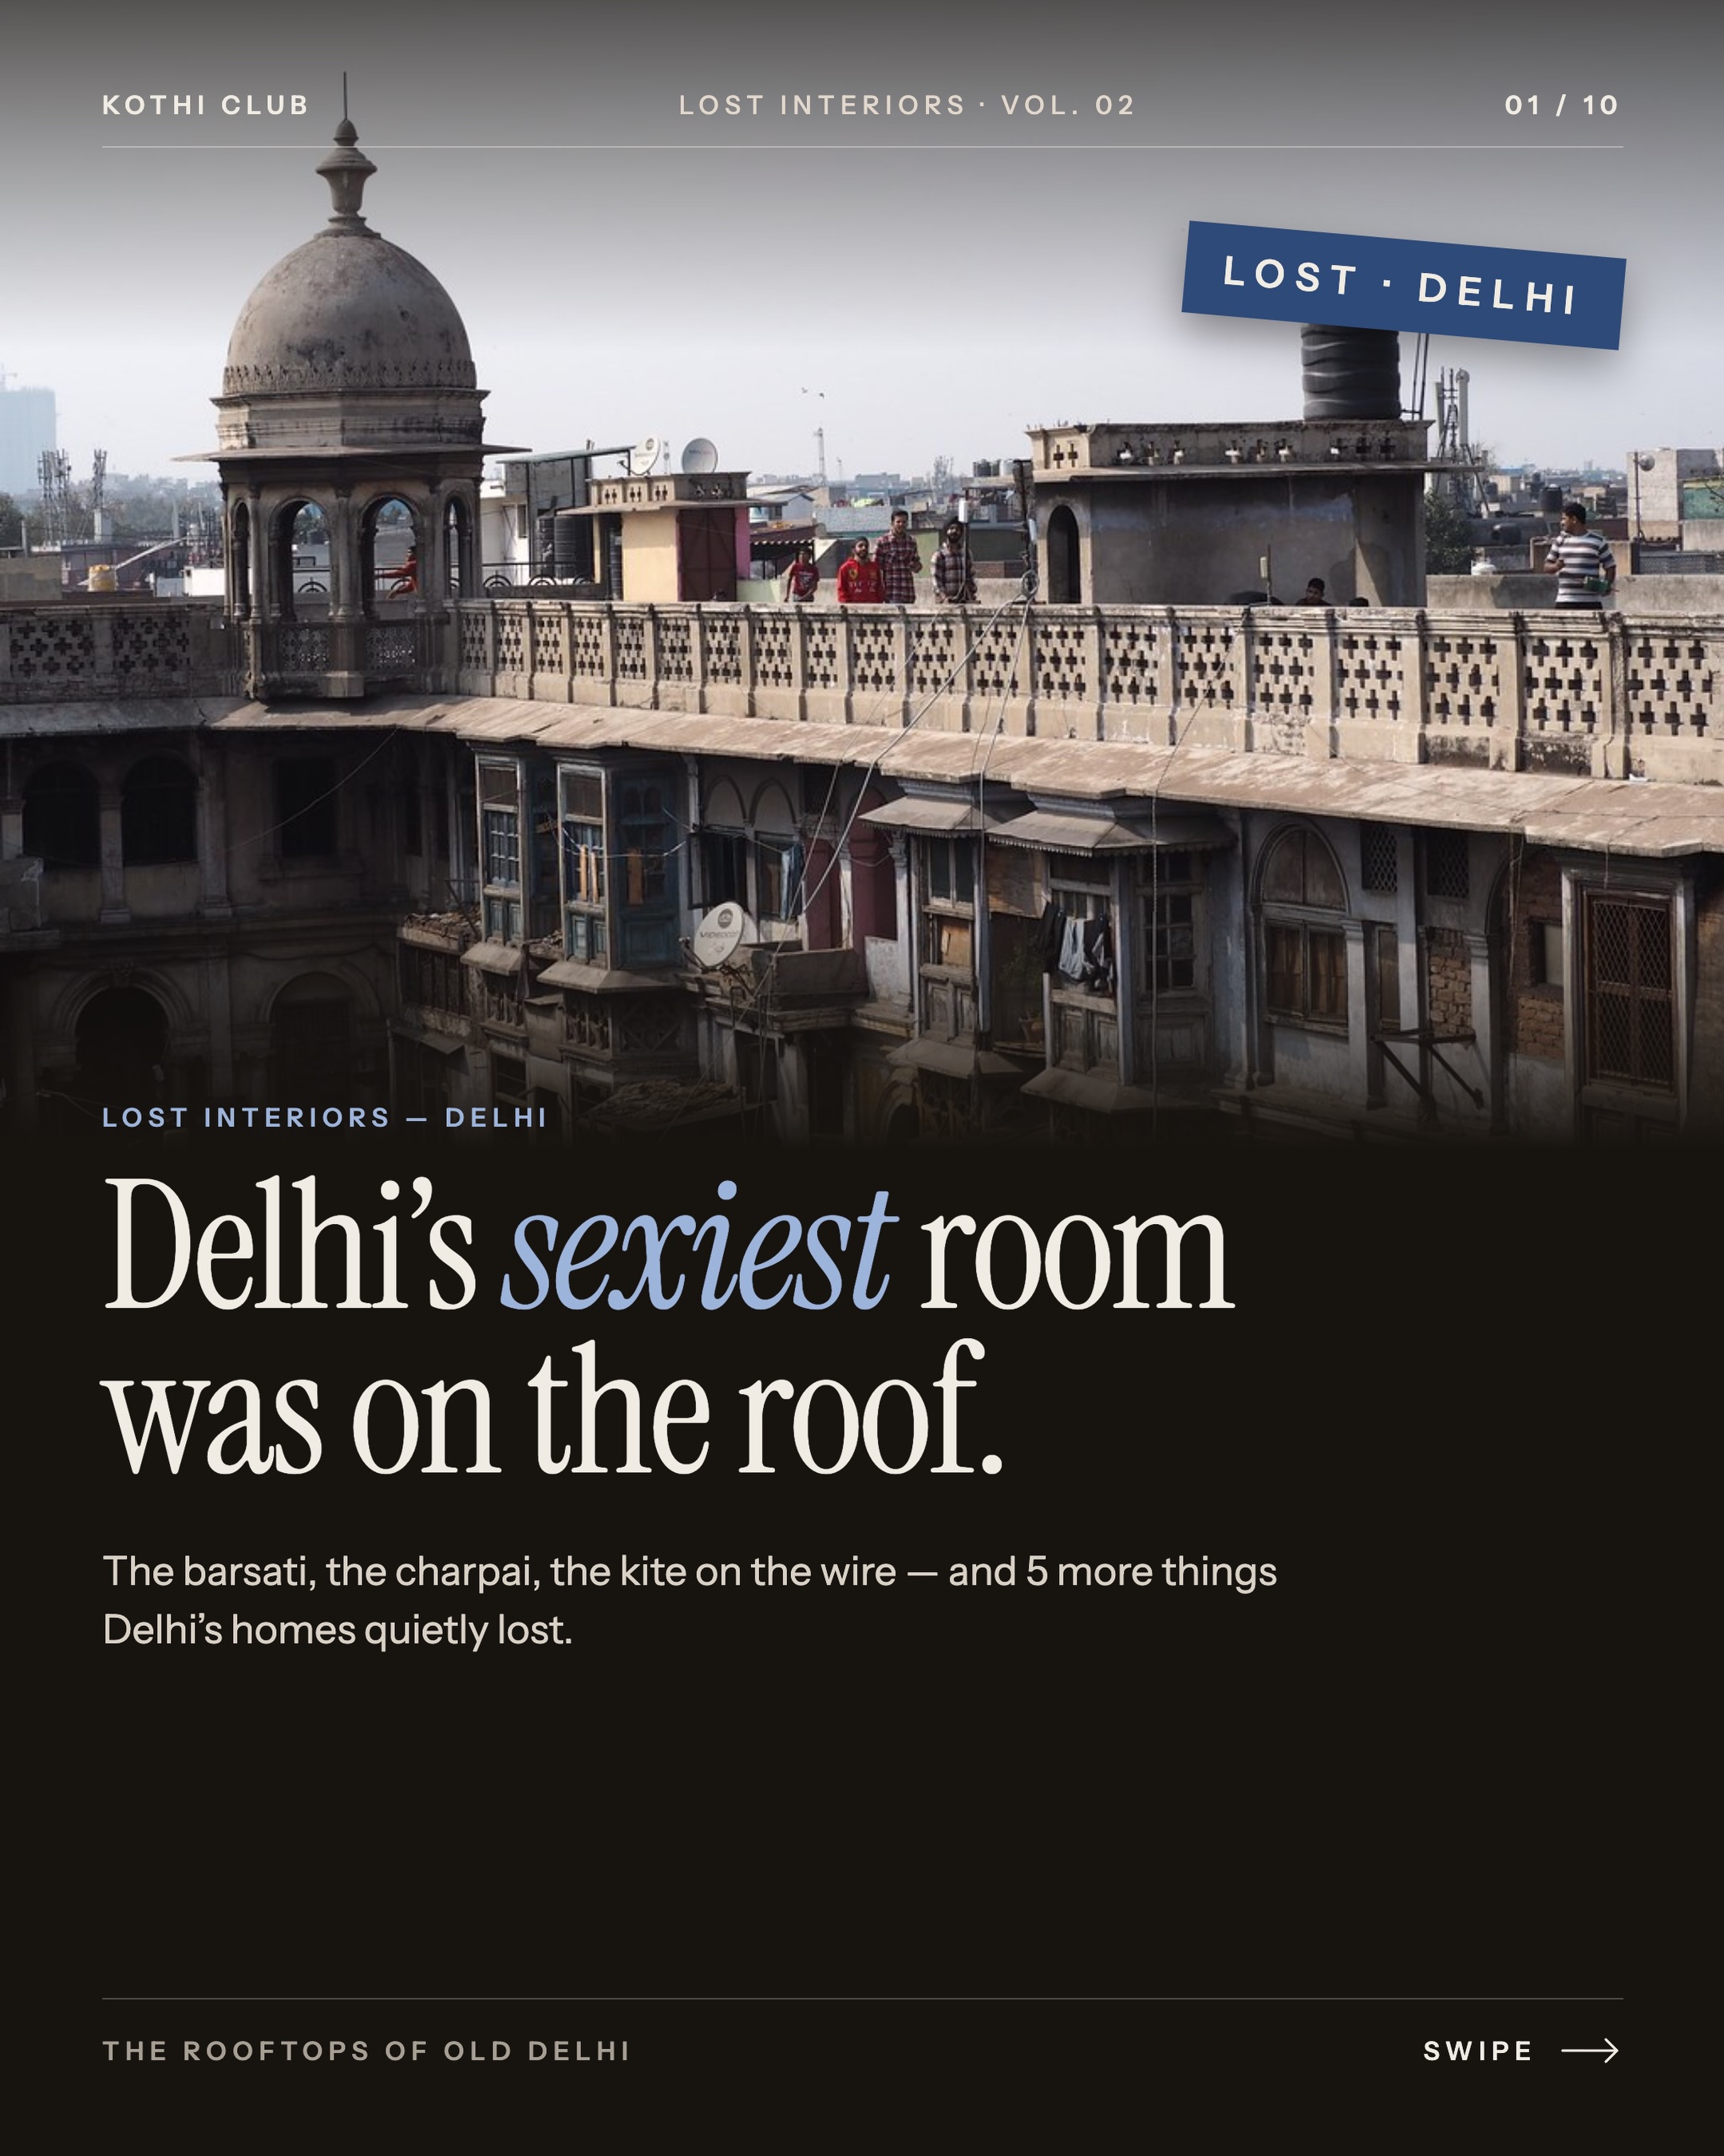 KOTHI CLUB
LOST INTERIORS · VOL. 02
01 / 10
LOST · DELHI
LOST INTERIORS — DELHI
Delhi’s sexiest room
was on the roof.
The barsati, the charpai, the kite on the wire — and 5 more things
Delhi’s homes quietly lost.
THE ROOFTOPS OF OLD DELHI
SWIPE